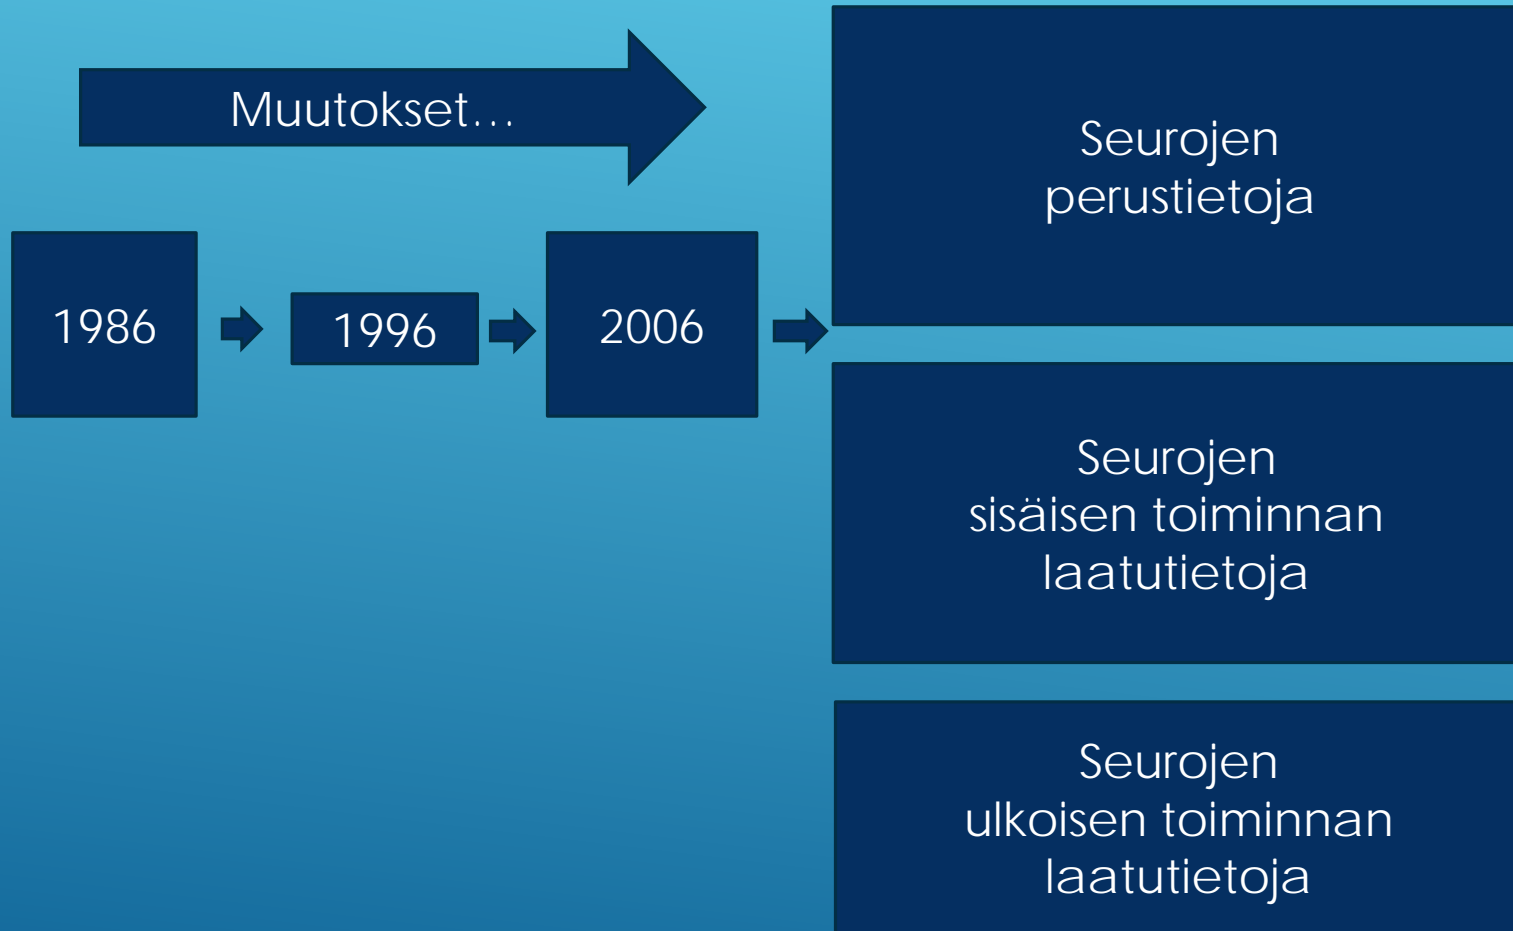 Muutokset…
1986
1996
2006
Seurojen
perustietoja
Seurojen
sisäisen toiminnan
laatutietoja
Seurojen
ulkoisen toiminnan
laatutietoja